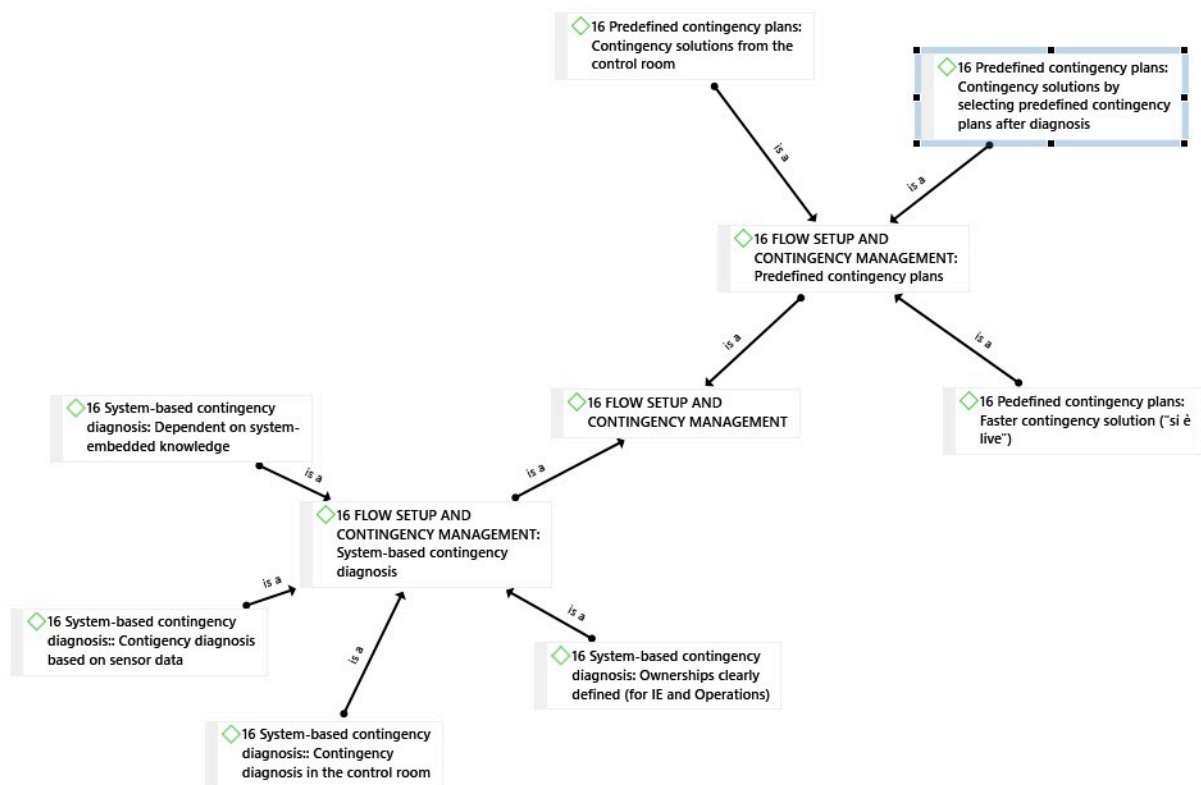 16 Predefined contingency plans:
Contingency solutions from the
control room
16 Predefined contingency plans:
Contingency solutions by
selecting predefined contingency
plans after diagnosis
is a
is a
16 FLOW SETUP AND
CONTINGENCY MANAGEMENT:
Predefined contingency plans
is a
is a
16 FLOW SETUP AND
CONTINGENCY MANAGEMENT
16 Pedefined contingency plans:
Faster contingency solution ("si è
live")
16 System-based contingency
diagnosis: Dependent on system-
embedded knowledge
is a
is a
16 FLOW SETUP AND
CONTINGENCY MANAGEMENT:
System-based contingency
diagnosis
is a
is a
is a
16 System-based contingency
diagnosis:: Contigency diagnosis
based on sensor data
16 System-based contingency
diagnosis: Ownerships clearly
defined (for IE and Operations)
16 System-based contingency
diagnosis:: Contingency
diagnosis in the control room